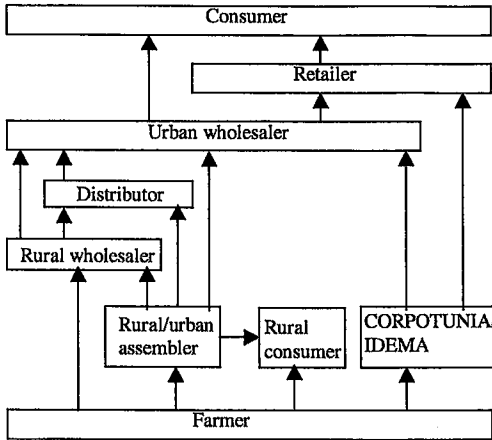 Consumer
Retailer
Urban wholesaler
Distributor
Rural wholesaler
Rural/urban
assembler
Rural
consumer
CORPOTUNIA
IDEMA
Farmer